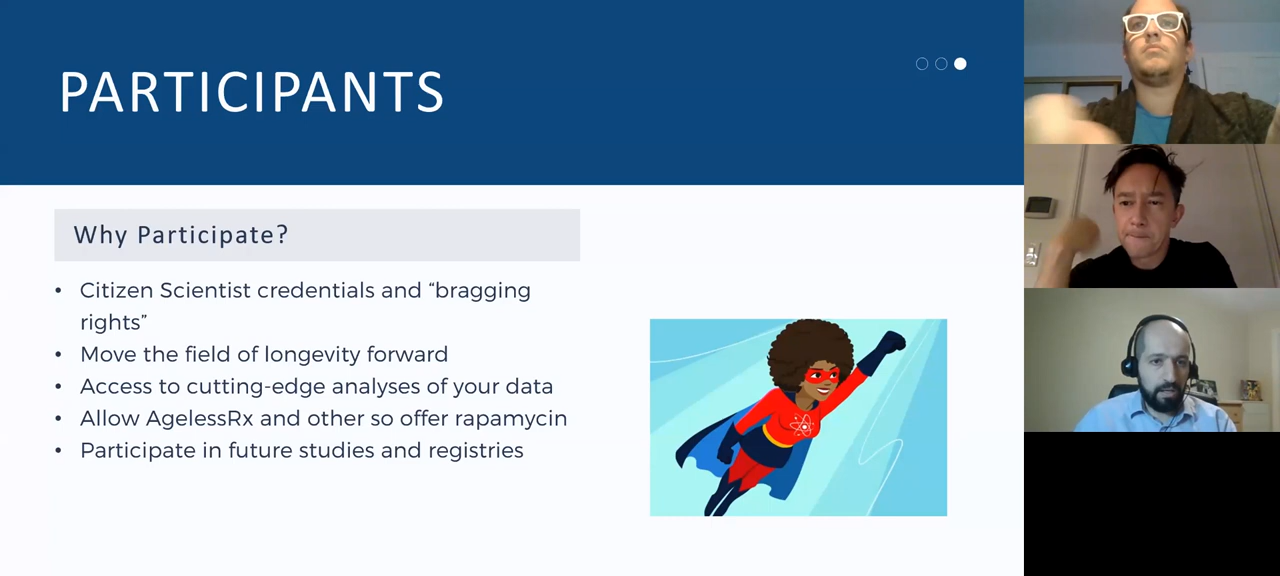 PARTICIPANTS
Why Participate?
• Citizen Scientist credentials and “bragging
rights”
• Move the field of longevity forward
• Access to cutting-edge analyses of your data
• Allow AgelessRx and other so offer rapamycin
• Participate in future studies and registries